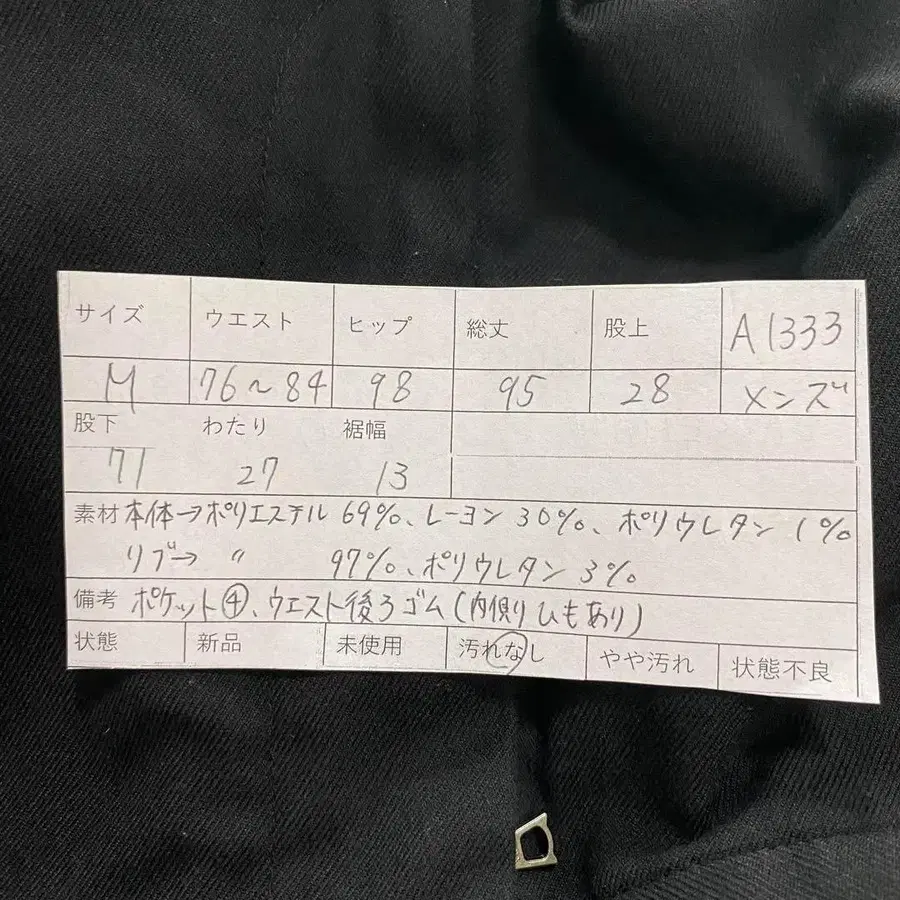 サイズ ウエスト ヒップ 総丈 股上 A1333
M 76~84 98 95 28 メンズ
股下 わたり 裾幅
71 27 13
素材 本体→ポリエステル 69%、レーヨン 30%、ポリウレタン 1%
リブ→ 〃 97%、ポリウレタン 3%
備考 ポケット④、ウエスト後ろゴム(内側りひもあり)
状態 新品 未使用 汚れなし やや汚れ 状態不良